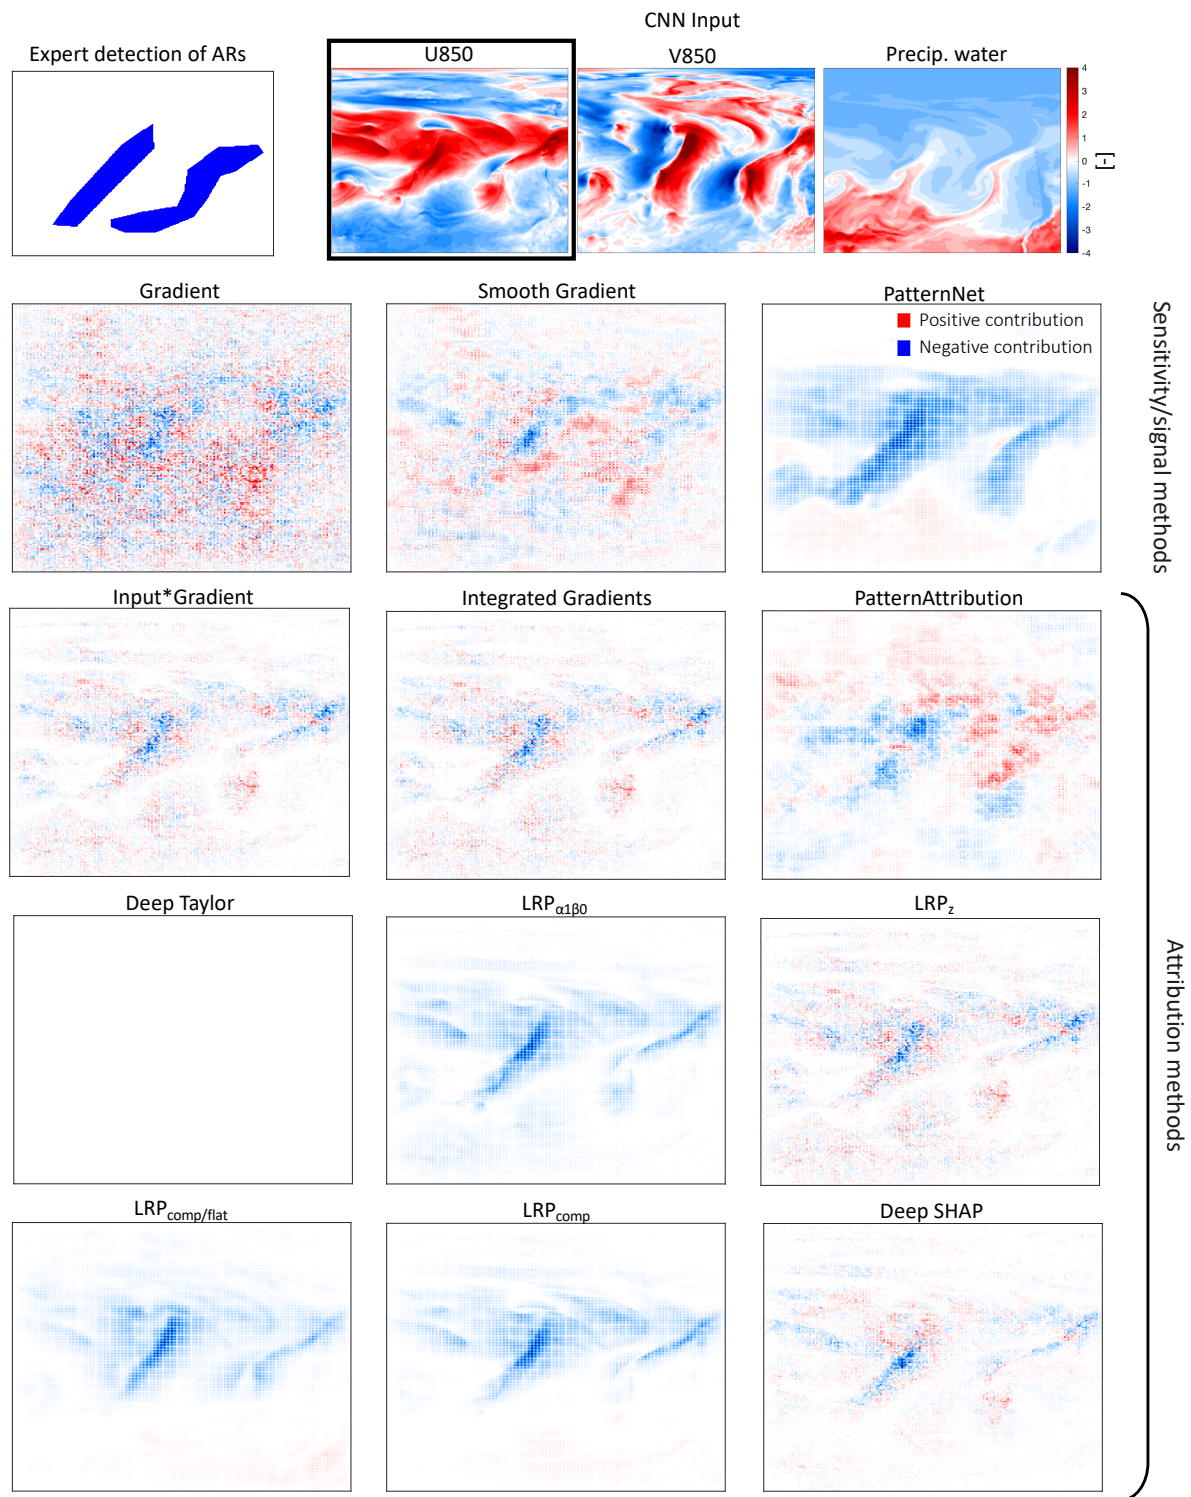 CNN Input
Expert detection of ARs
U850
V850
Precip. water
4
3
2
1
0
-1
-2
-3
-4
[-]
Gradient
Smooth Gradient
PatternNet
Positive contribution
Negative contribution
Sensitivity/signal methods
Input*Gradient
Integrated Gradients
PatternAttribution
Deep Taylor
LRPα1β0
LRPz
Attribution methods
LRPcomp/flat
LRPcomp
Deep SHAP